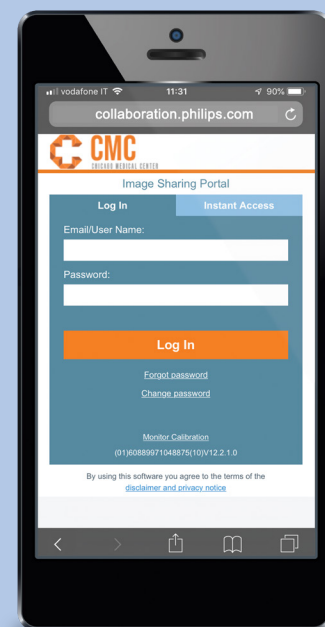 vodafone IT 11:31 90%
collaboration.philips.com
CMC
CHICAGO MEDICAL CENTER
Image Sharing Portal
Log In Instant Access
Email/User Name:
Password:
Log In
Forgot password
Change password
Monitor Calibration
(01)60889971048875(10)V12.2.1.0
By using this software you agree to the terms of the
disclaimer and privacy notice